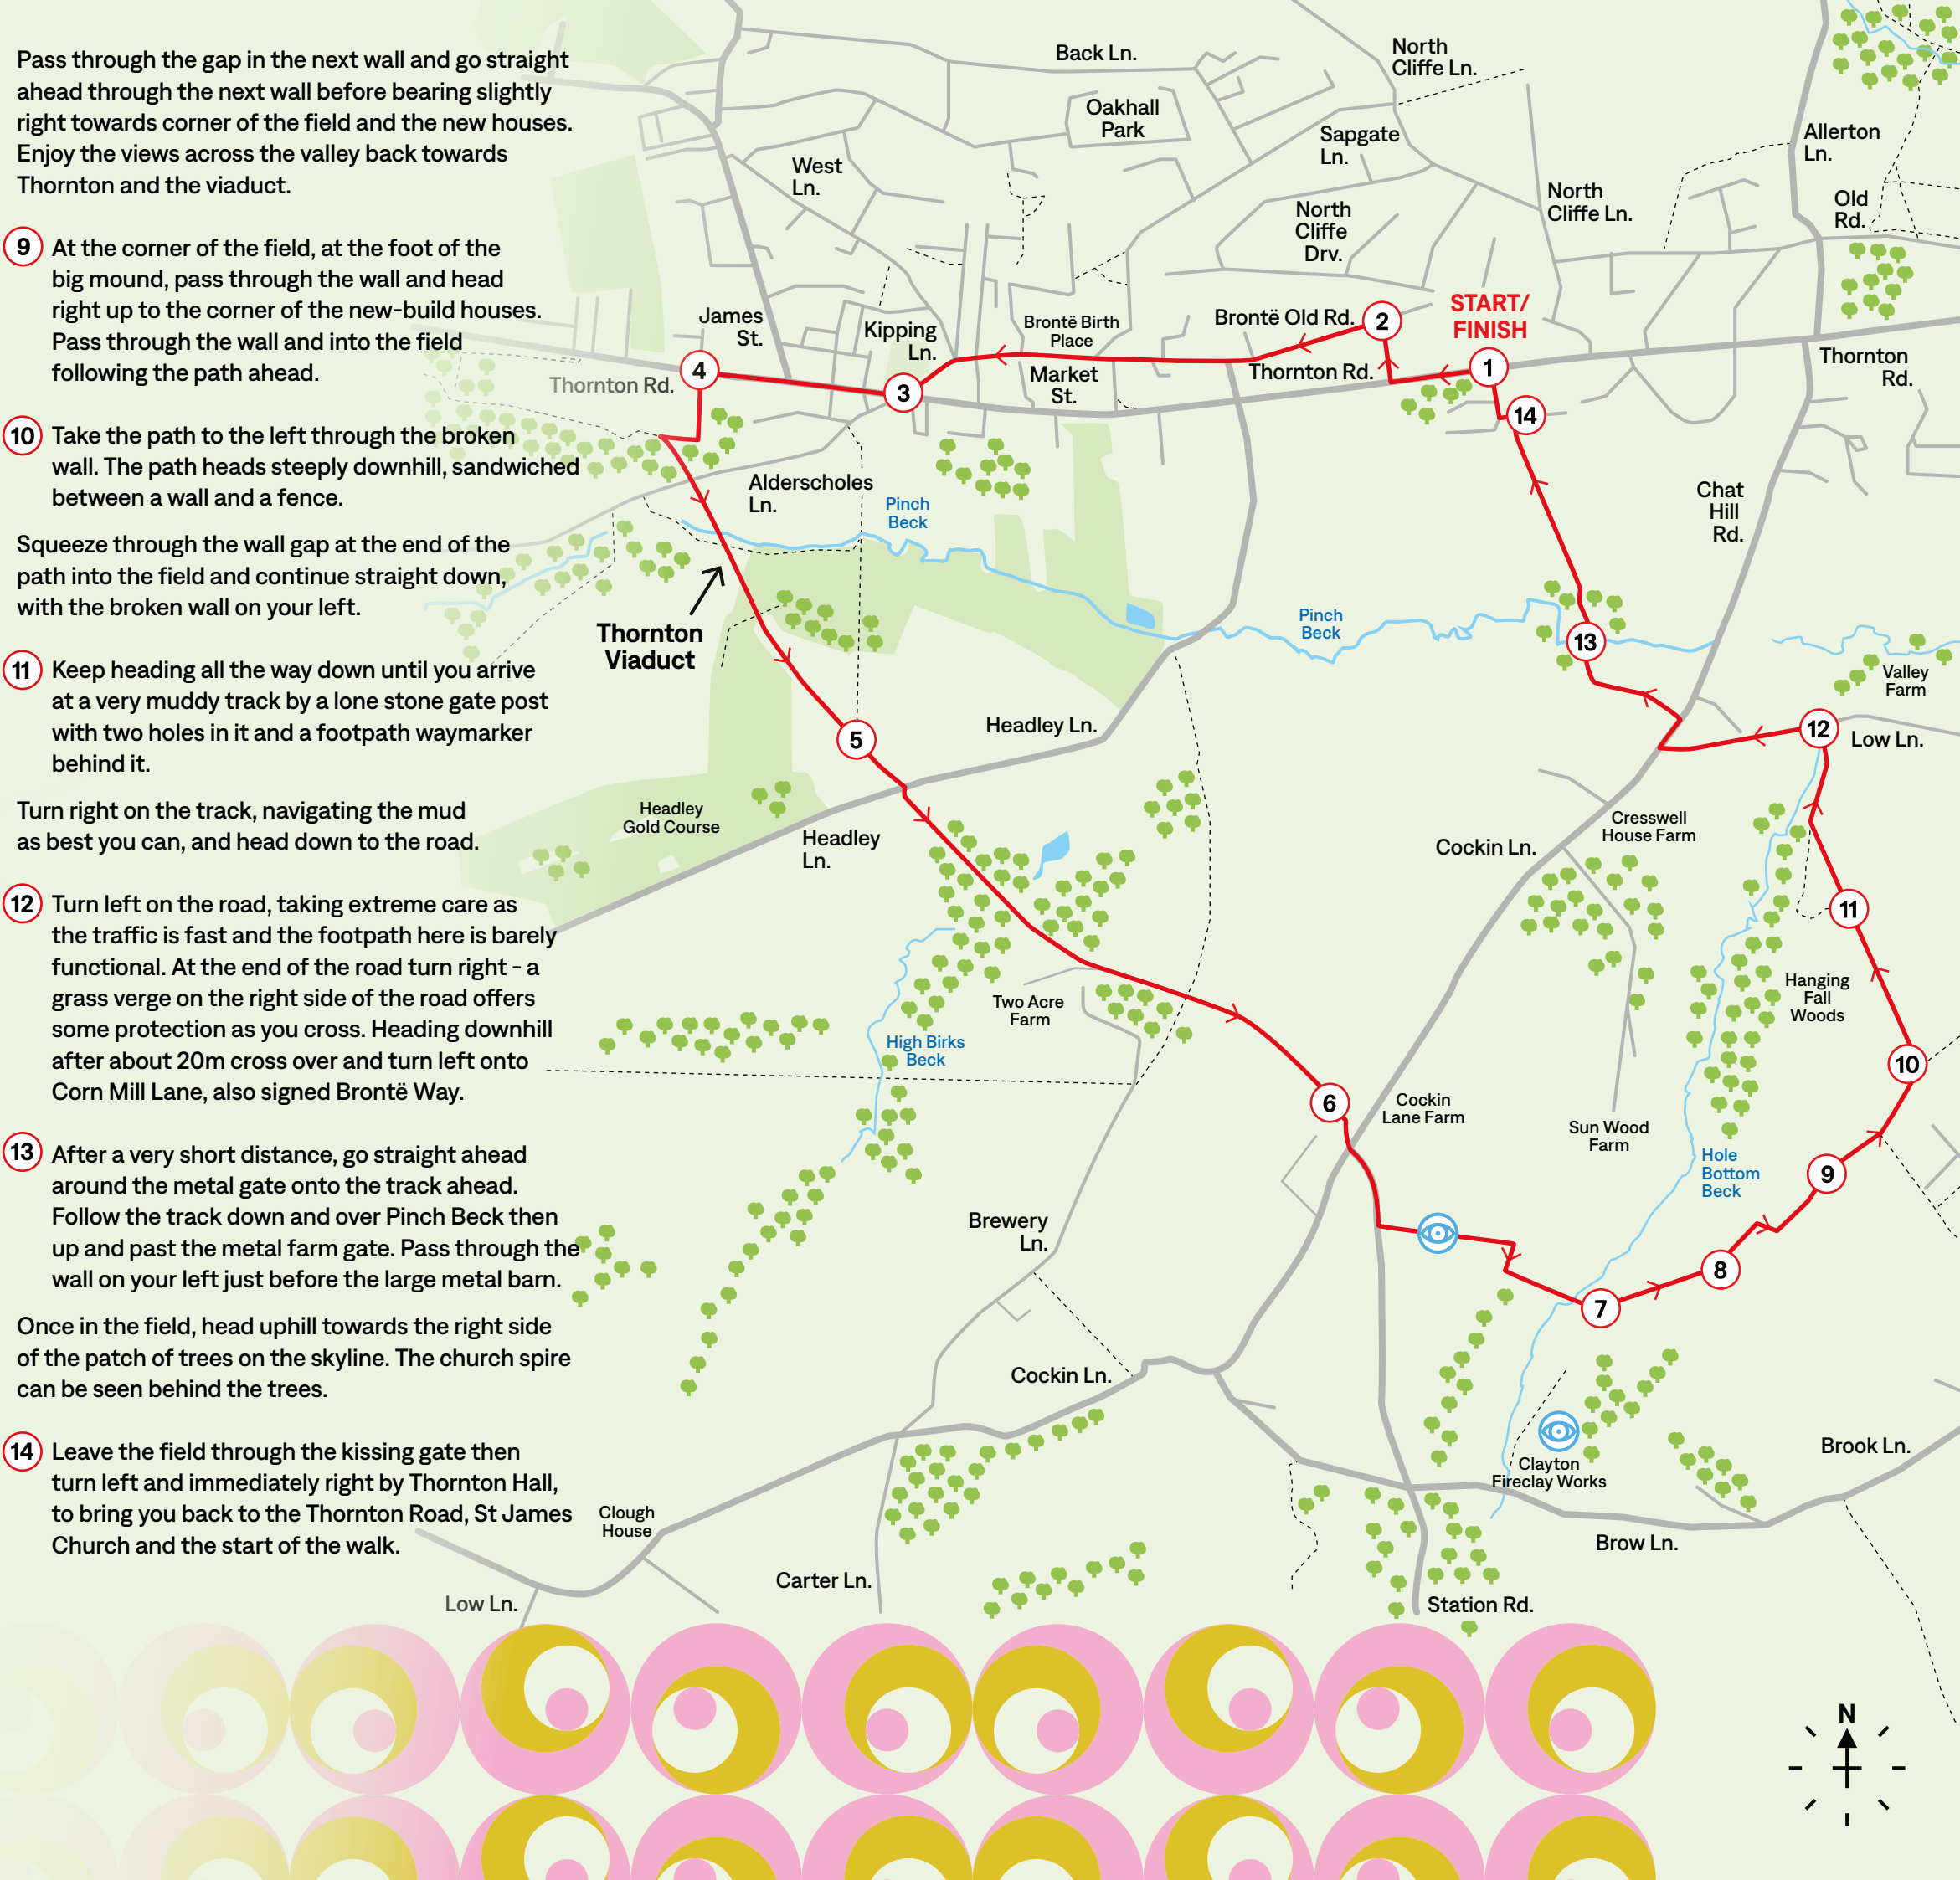 Pass through the gap in the next wall and go straight
ahead through the next wall before bearing slightly
right towards corner of the field and the new houses.
Enjoy the views across the valley back towards
Thornton and the viaduct.
9 At the corner of the field, at the foot of the
big mound, pass through the wall and head
right up to the corner of the new-build houses.
Pass through the wall and into the field
following the path ahead.
10 Take the path to the left through the broken
wall. The path heads steeply downhill, sandwiched
between a wall and a fence.
Squeeze through the wall gap at the end of the
path into the field and continue straight down,
with the broken wall on your left.
11 Keep heading all the way down until you arrive
at a very muddy track by a lone stone gate post
with two holes in it and a footpath waymarker
behind it.
Turn right on the track, navigating the mud
as best you can, and head down to the road.
12 Turn left on the road, taking extreme care as
the traffic is fast and the footpath here is barely
functional. At the end of the road turn right - a
grass verge on the right side of the road offers
some protection as you cross. Heading downhill
after about 20m cross over and turn left onto
Corn Mill Lane, also signed Brontë Way.
13 After a very short distance, go straight ahead
around the metal gate onto the track ahead.
Follow the track down and over Pinch Beck then
up and past the metal farm gate. Pass through the
wall on your left just before the large metal barn.
Once in the field, head uphill towards the right side
of the patch of trees on the skyline. The church spire
can be seen behind the trees.
14 Leave the field through the kissing gate then
turn left and immediately right by Thornton Hall,
to bring you back to the Thornton Road, St James
Church and the start of the walk.
Back Ln.
North
Cliffe Ln.
Oakhall
Park
Sapgate
Ln.
Allerton
Ln.
West
Ln.
North
Cliffe Ln.
Old
Rd.
North
Cliffe
Drv.
START/
FINISH
James
St.
Kipping
Ln.
Brontë Birth
Place
Brontë Old Rd.
2
1
Thornton Rd.
4
3
Market
St.
Thornton Rd.
14
Thornton
Rd.
Alderscholes
Ln.
Pinch
Beck
Chat
Hill
Rd.
Thornton
Viaduct
Pinch
Beck
13
Valley
Farm
5
Headley Ln.
12
Low Ln.
Headley
Gold Course
Headley
Ln.
Cresswell
House Farm
Cockin Ln.
11
Two Acre
Farm
Hanging
Fall
Woods
High Birks
Beck
10
6
Cockin
Lane Farm
Sun Wood
Farm
Hole
Bottom
Beck
9
Brewery
Ln.
8
7
Cockin Ln.
Clayton
Fireclay Works
Brook Ln.
Clough
House
Brow Ln.
Carter Ln.
Low Ln.
Station Rd.
N